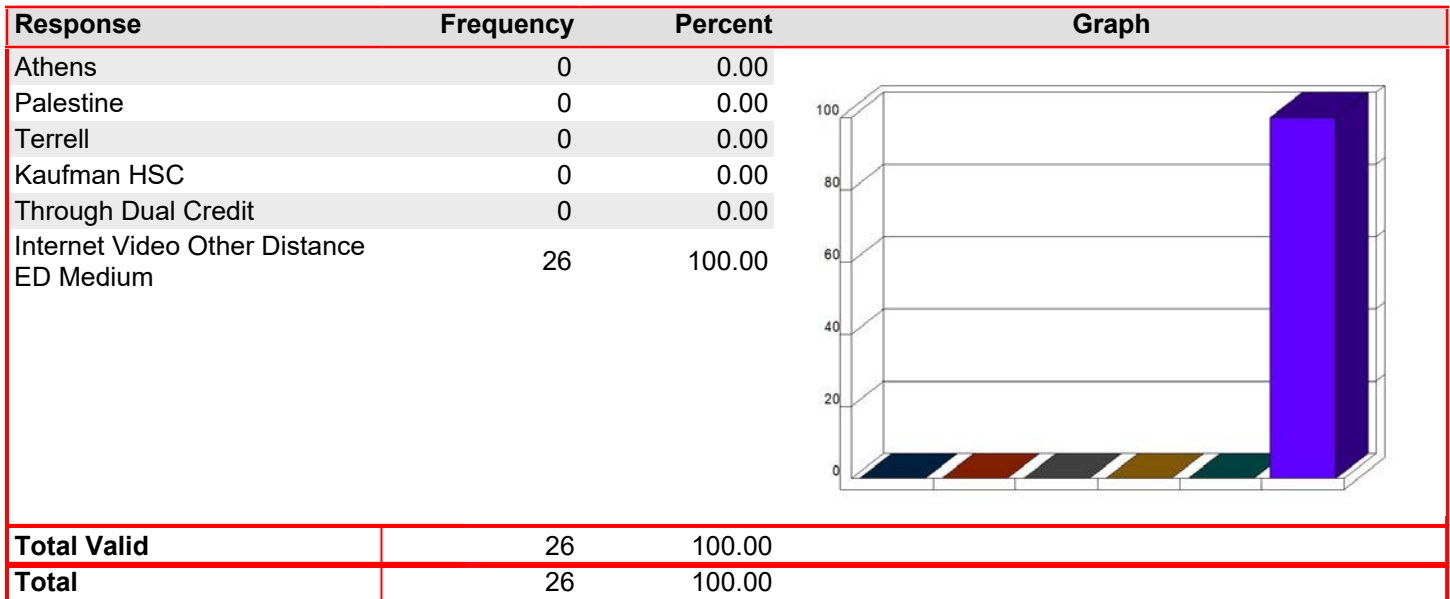 Response Frequency Percent Graph
Athens 0 0.00
Palestine 0 0.00
Terrell 0 0.00
Kaufman HSC 0 0.00
Through Dual Credit 0 0.00
Internet Video Other Distance
ED Medium 26 100.00
100
80
60
40
20
0
Total Valid 26 100.00
Total 26 100.00